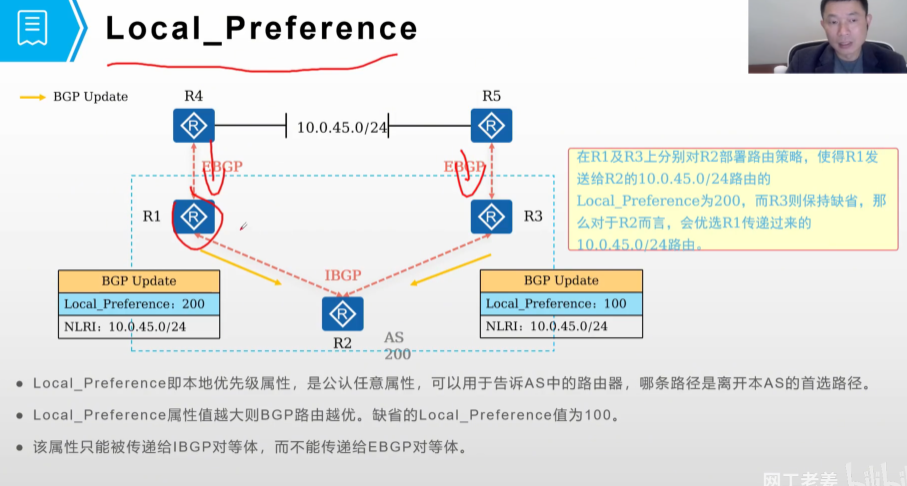 Local_Preference
BGP Update
R4
R5
10.0.45.0/24
EBGP
EBGP
在R1及R3上分别对R2部署路由策略，使得R1发
送给R2的10.0.45.0/24路由的
Local_Preference为200，而R3则保持缺省，那
么对于R2而言，会优选R1传递过来的
10.0.45.0/24路由。
R1
R3
IBGP
BGP Update
Local_Preference：200
NLRI：10.0.45.0/24
BGP Update
Local_Preference：100
NLRI：10.0.45.0/24
R2
AS
200
● Local_Preference即本地优先级属性，是公认任意属性，可以用于告诉AS中的路由器，哪条路径是离开本AS的首选路径。
● Local_Preference属性值越大则BGP路由越优。缺省的Local_Preference值为100。
● 该属性只能被传递给IBGP对等体，而不能传递给EBGP对等体。
网工老姜 bilibili